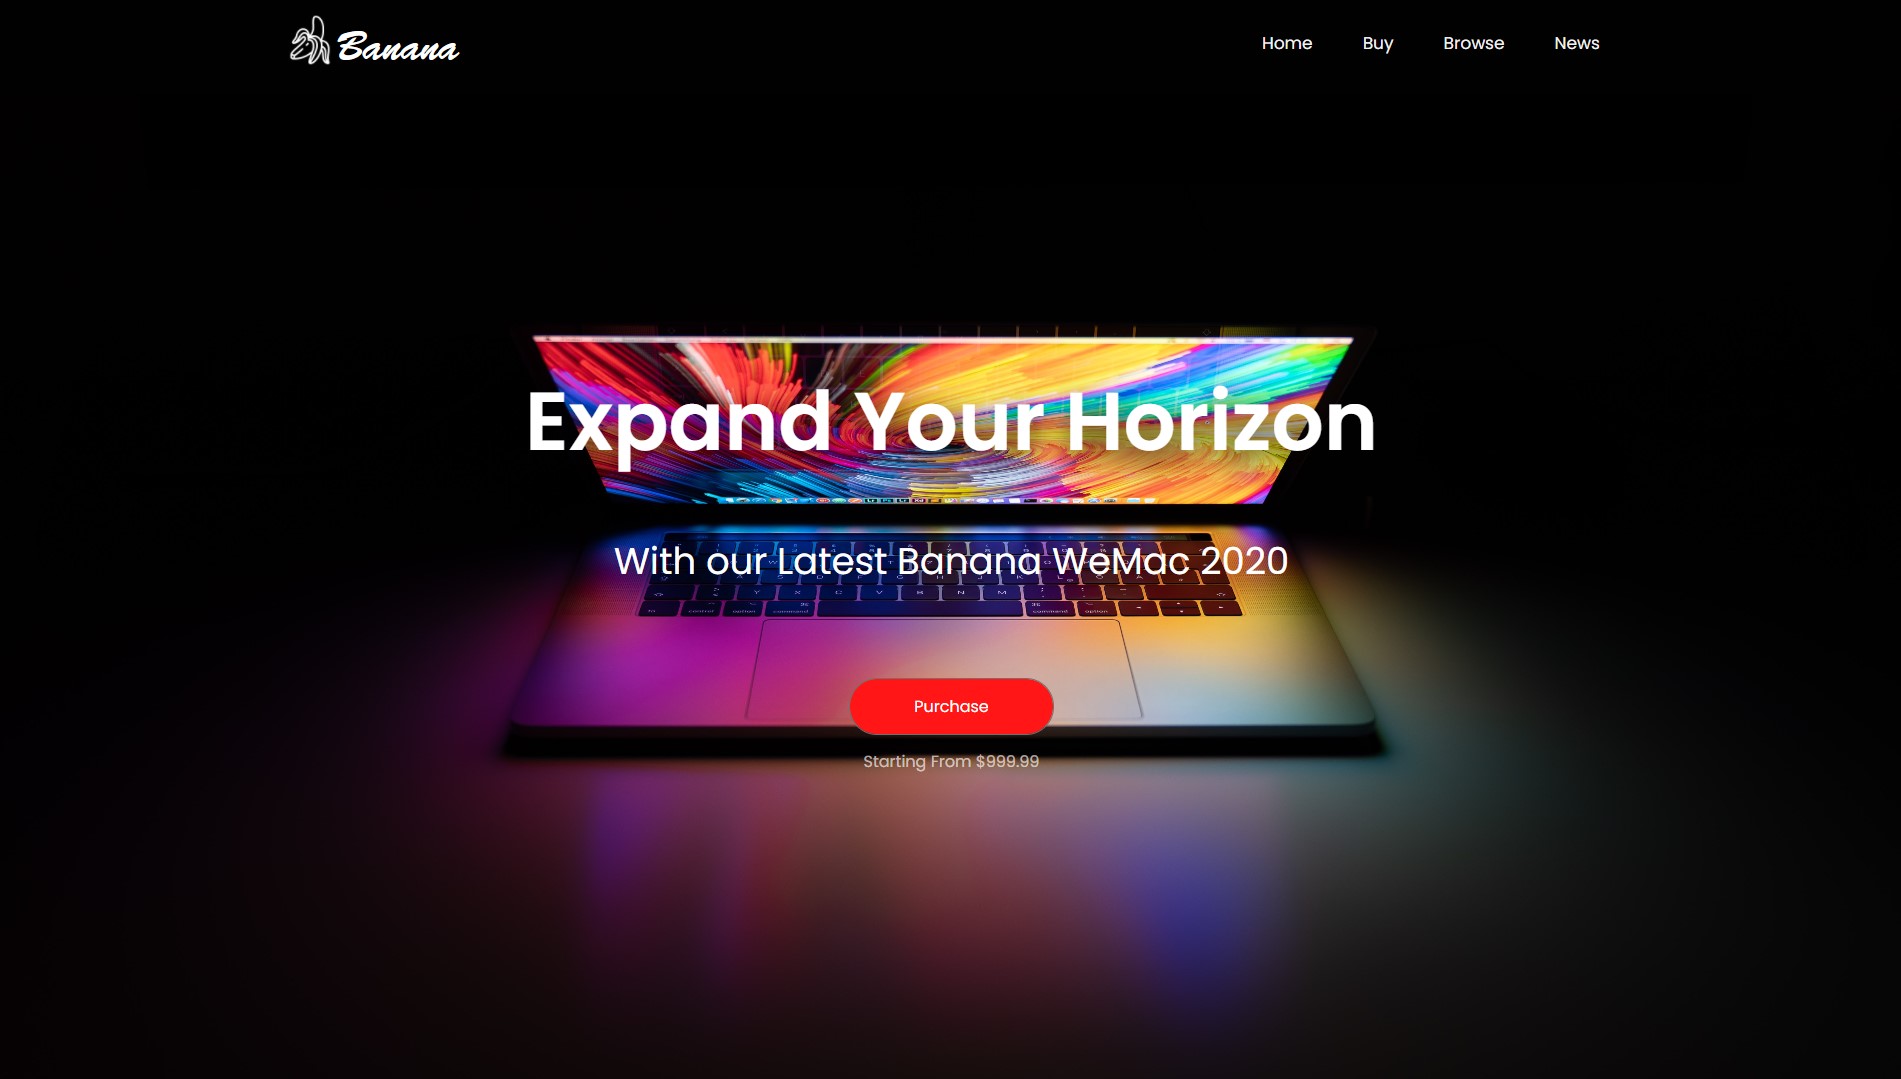 Banana
Home
Buy
Browse
News
Expand Your Horizon
With our Latest Banana WeMac 2020
Purchase
Starting From $999.99